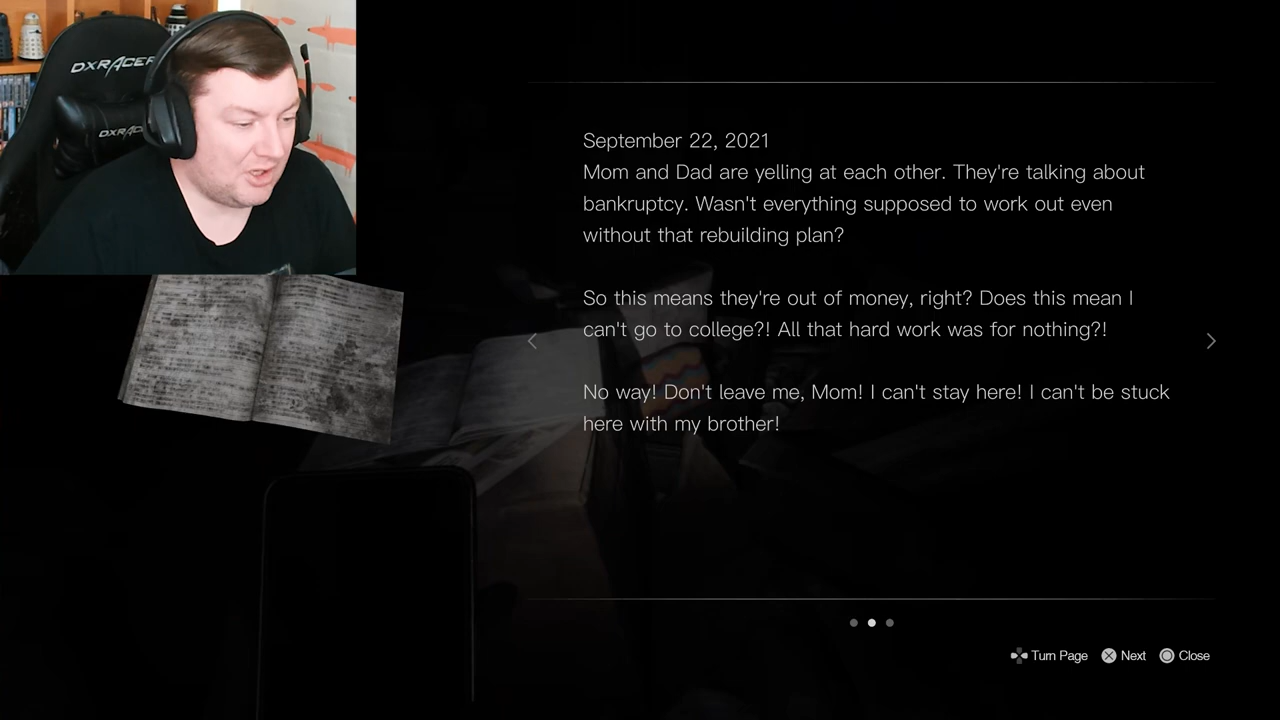 DXRACER
DXRAC
September 22, 2021
Mom and Dad are yelling at each other. They're talking about
bankruptcy. Wasn't everything supposed to work out even
without that rebuilding plan?
So this means they're out of money, right? Does this mean I
can't go to college?! All that hard work was for nothing?!
No way! Don't leave me, Mom! I can't stay here! I can't be stuck
here with my brother!
Turn Page
Next
Close